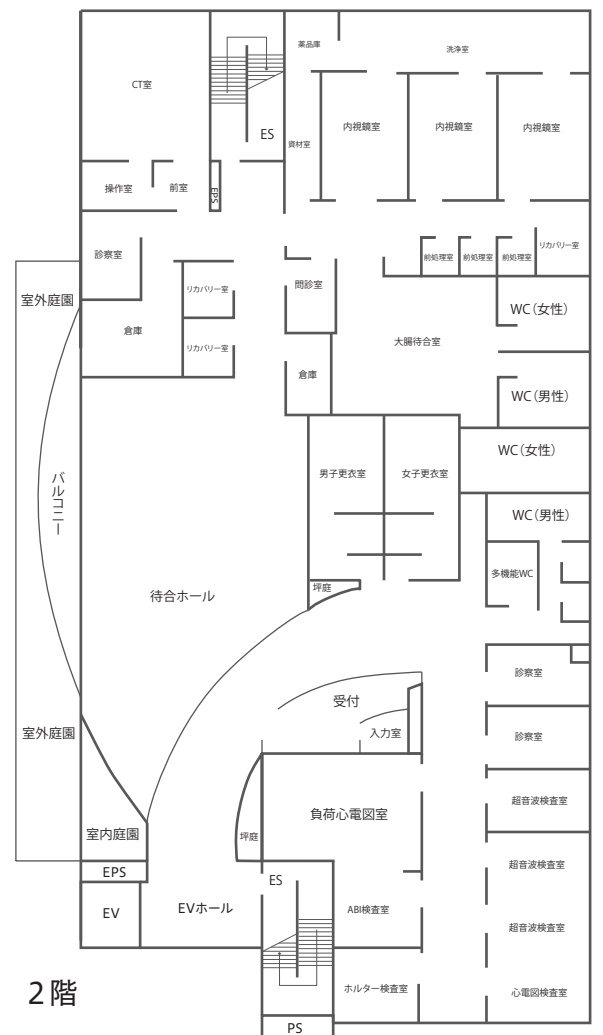 薬品庫
洗浄室
CT室
内視鏡室
内視鏡室
内視鏡室
ES
資材室
操作室
前室
EPS
診察室
問診室
前処理室
前処理室
前処理室
リカバリー室
リカバリー室
室外庭園
WC(女性)
倉庫
大腸待合室
リカバリー室
倉庫
WC(男性)
WC(女性)
男子更衣室
女子更衣室
バルコニー
WC(男性)
多機能WC
坪庭
待合ホール
診察室
受付
入力室
室外庭園
診察室
超音波検査室
負荷心電図室
室内庭園
坪庭
EPS
超音波検査室
ES
EV
EVホール
ABI検査室
超音波検査室
ホルター検査室
心電図検査室
2階
PS